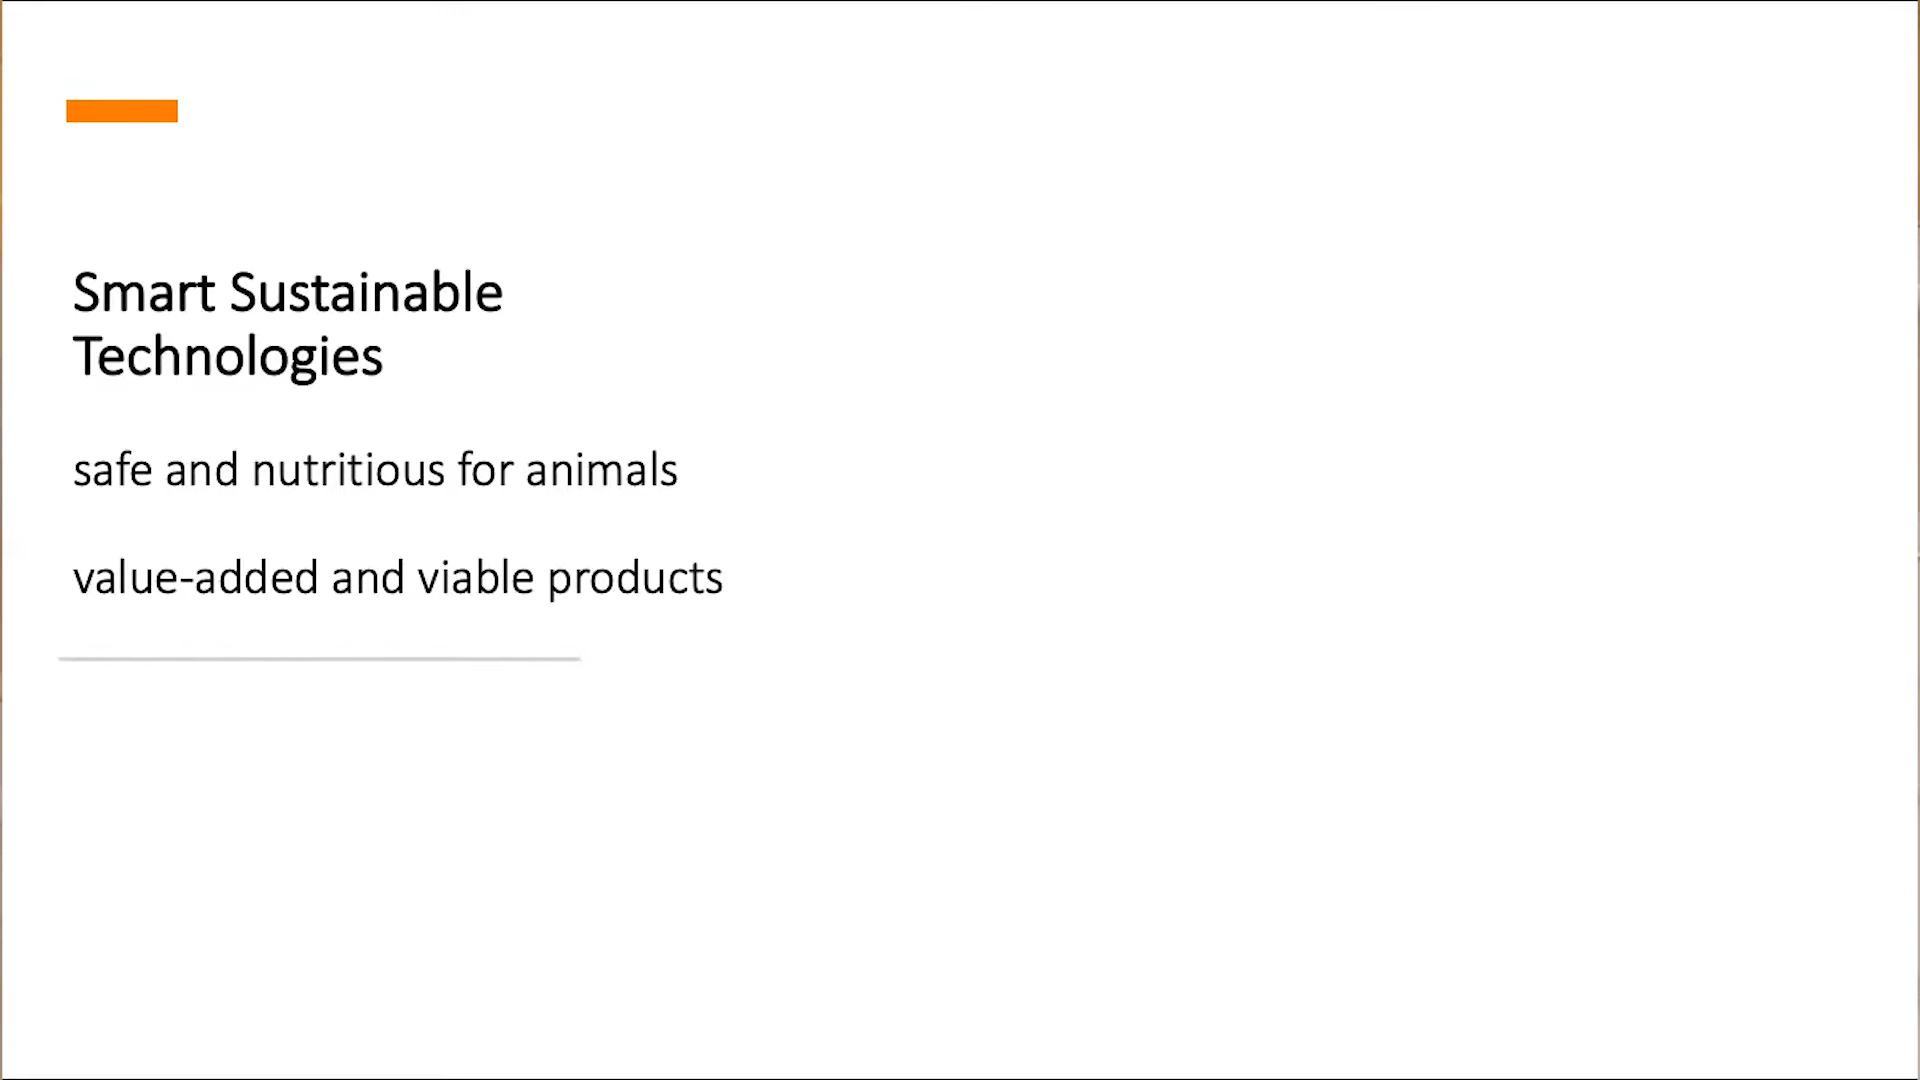 Smart Sustainable
Technologies
safe and nutritious for animals
value-added and viable products